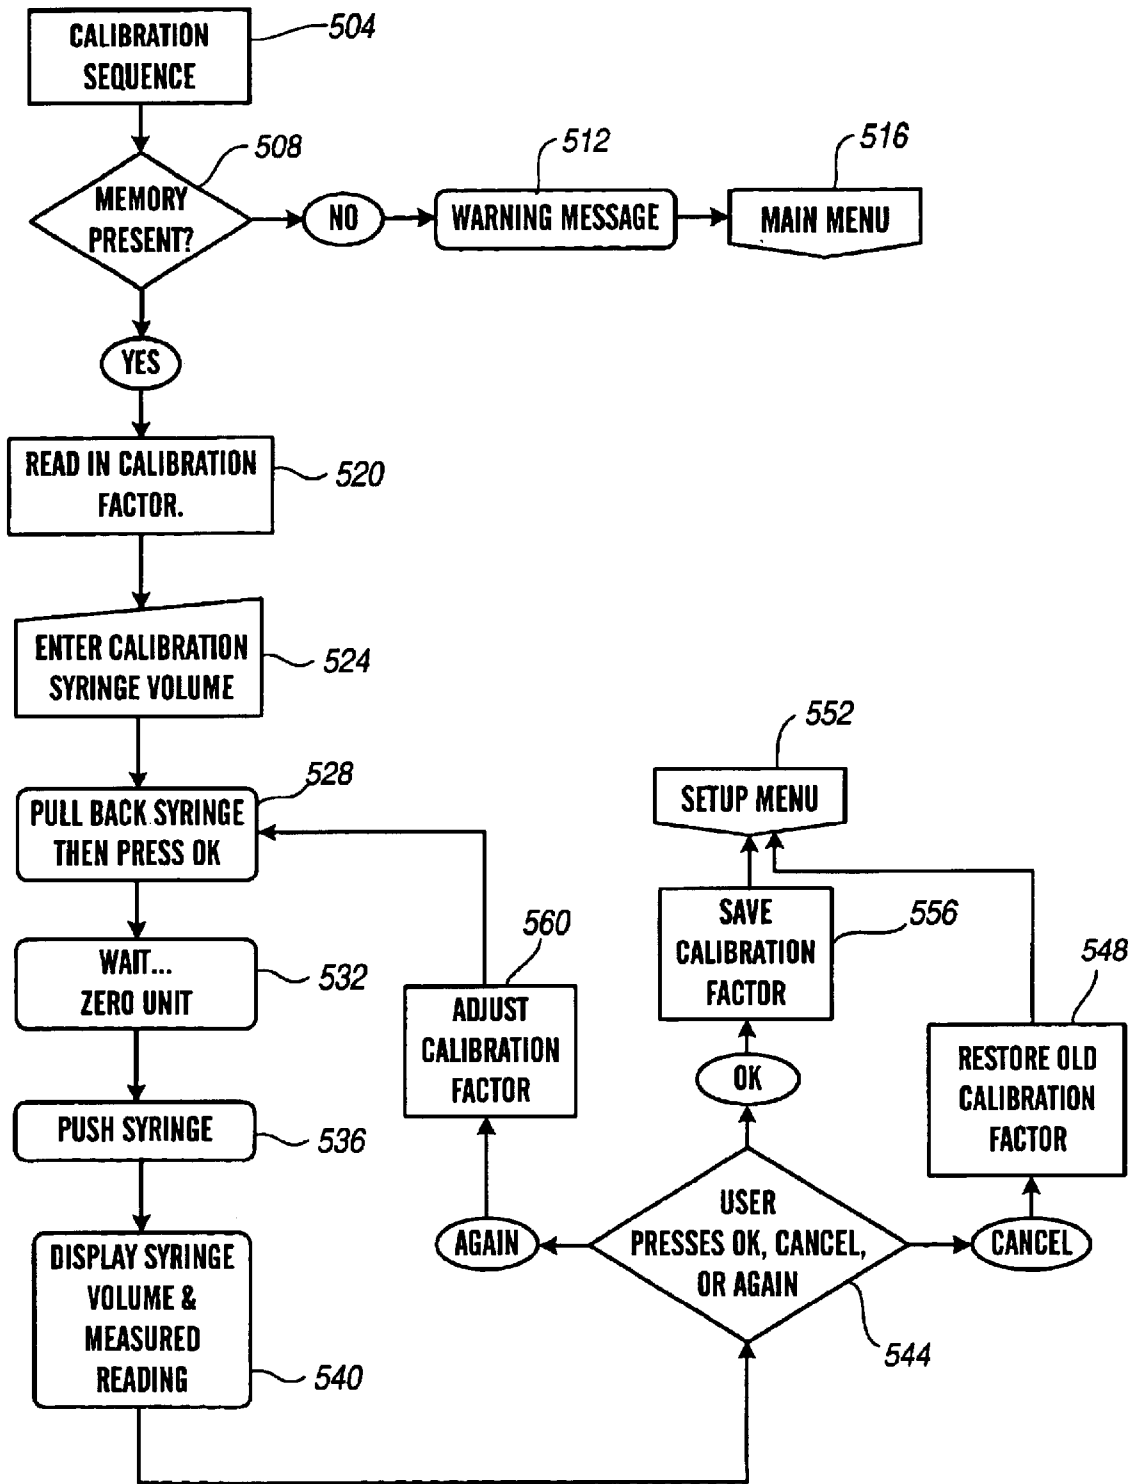 CALIBRATION
SEQUENCE
504
MEMORY
PRESENT?
508
NO
WARNING MESSAGE
512
MAIN MENU
516
YES
READ IN CALIBRATION
FACTOR.
520
ENTER CALIBRATION
SYRINGE VOLUME
524
PULL BACK SYRINGE
THEN PRESS OK
528
WAIT...
ZERO UNIT
532
PUSH SYRINGE
536
DISPLAY SYRINGE
VOLUME &
MEASURED
READING
540
USER
PRESSES OK, CANCEL,
OR AGAIN
544
AGAIN
ADJUST
CALIBRATION
FACTOR
560
OK
SAVE
CALIBRATION
FACTOR
556
SETUP MENU
552
CANCEL
RESTORE OLD
CALIBRATION
FACTOR
548